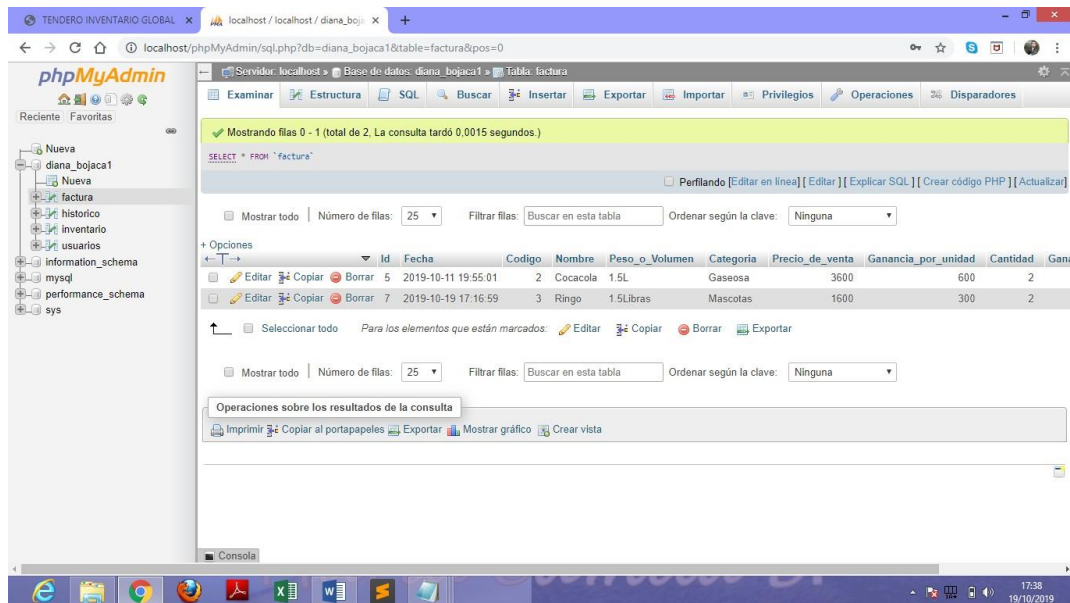 TENDERO INVENTARIO GLOBAL
localhost / localhost / diana_boja
localhost/phpMyAdmin/sql.php?db=diana_bojaca1&table=factura&pos=0
phpMyAdmin
Reciente Favoritas
Nueva
diana_bojaca1
Nueva
factura
historico
inventario
usuarios
information_schema
mysql
performance_schema
sys
Servidor: localhost » Base de datos: diana_bojaca1 » Tabla: factura
Examinar Estructura SQL Buscar Insertar Exportar Importar Privilegios Operaciones Disparadores
Mostrando filas 0 - 1 (total de 2, La consulta tardó 0,0015 segundos.)
SELECT * FROM `factura`
Perfilando [Editar en línea] [ Editar ] [ Explicar SQL ] [ Crear código PHP ] [ Actualizar]
Mostrar todo | Número de filas: 25 Filtrar filas: Buscar en esta tabla Ordenar según la clave: Ninguna
+ Opciones
←T→ Id Fecha Codigo Nombre Peso_o_Volumen Categoria Precio_de_venta Ganancia_por_unidad Cantidad Gana
Editar Copiar Borrar 5 2019-10-11 19:55:01 2 Cocacola 1.5L Gaseosa 3600 600 2
Editar Copiar Borrar 7 2019-10-19 17:16:59 3 Ringo 1.5Libras Mascotas 1600 300 2
Seleccionar todo Para los elementos que están marcados: Editar Copiar Borrar Exportar
Mostrar todo | Número de filas: 25 Filtrar filas: Buscar en esta tabla Ordenar según la clave: Ninguna
Operaciones sobre los resultados de la consulta
Imprimir Copiar al portapapeles Exportar Mostrar gráfico Crear vista
Consola
17:38
19/10/2019